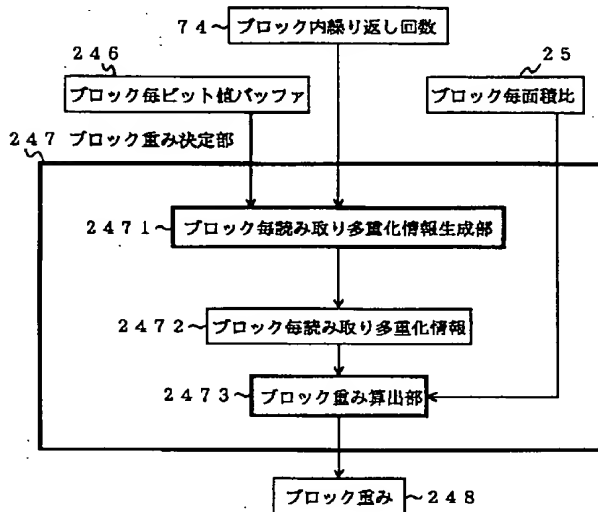 74 ブロック内繰り返し回数
246
ブロック毎ビット値バッファ
25
ブロック毎面積比
247 ブロック重み決定部
2471 ブロック毎読み取り多重化情報生成部
2472 ブロック毎読み取り多重化情報
2473 ブロック重み算出部
ブロック重み 248